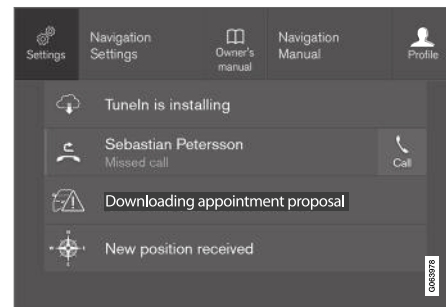 Settings
Navigation
Settings
Owner's
manual
Navigation
Manual
Profile
TuneIn is installing
Sebastian Petersson
Missed call
Call
Downloading appointment proposal
New position received
G063978